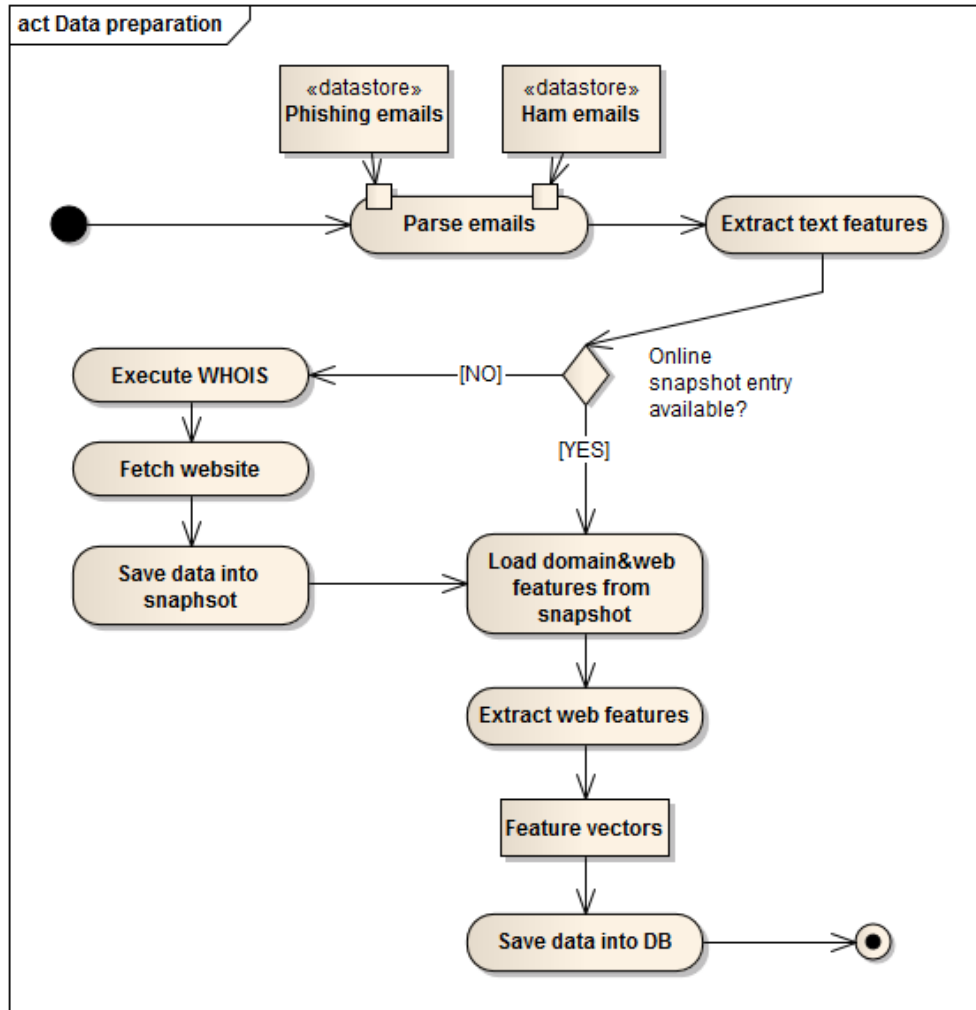 act Data preparation
«datastore»
Phishing emails
«datastore»
Ham emails
Parse emails
Extract text features
Online
snapshot entry
available?
[NO]
Execute WHOIS
[YES]
Fetch website
Save data into
snaphsot
Load domain&web
features from
snapshot
Extract web features
Feature vectors
Save data into DB